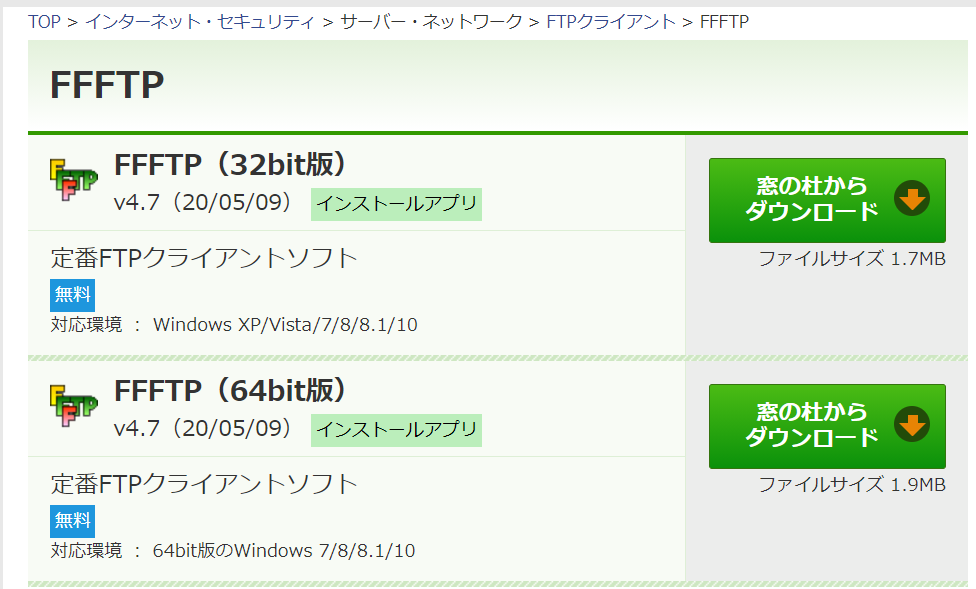 TOP > インターネット・セキュリティ > サーバー・ネットワーク > FTPクライアント > FFFTP
FFFTP
FFFTP（32bit版）
v4.7（20/05/09） インストールアプリ
窓の杜から
ダウンロード
ファイルサイズ 1.7MB
定番FTPクライアントソフト
無料
対応環境 ： Windows XP/Vista/7/8/8.1/10
FFFTP（64bit版）
v4.7（20/05/09） インストールアプリ
窓の杜から
ダウンロード
ファイルサイズ 1.9MB
定番FTPクライアントソフト
無料
対応環境 ： 64bit版のWindows 7/8/8.1/10